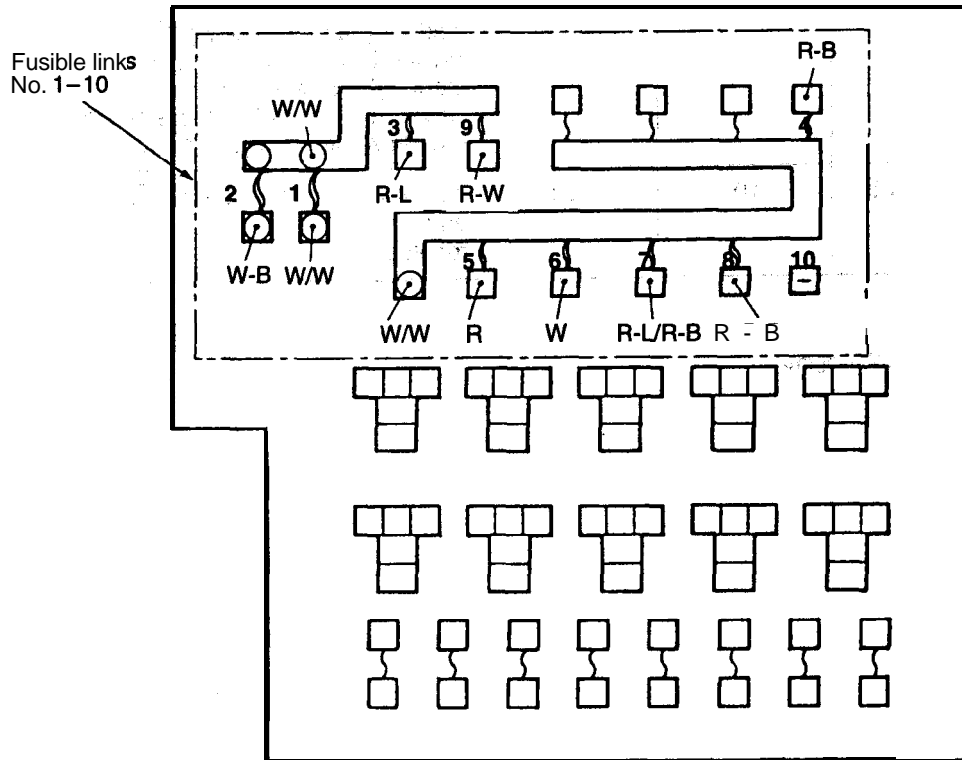 Fusible links
No. 1–10
R-B
W/W
3
9
4
R-L
R-W
2
1
W-B
W/W
5
6
7
8
10
–
W/W
R
W
R-L/R-B
R - B